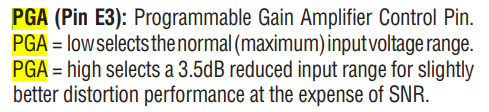 PGA (Pin E3): Programmable Gain Amplifier Control Pin.
PGA = low selects the normal (maximum) input voltage range.
PGA = high selects a 3.5dB reduced input range for slightly
better distortion performance at the expense of SNR.